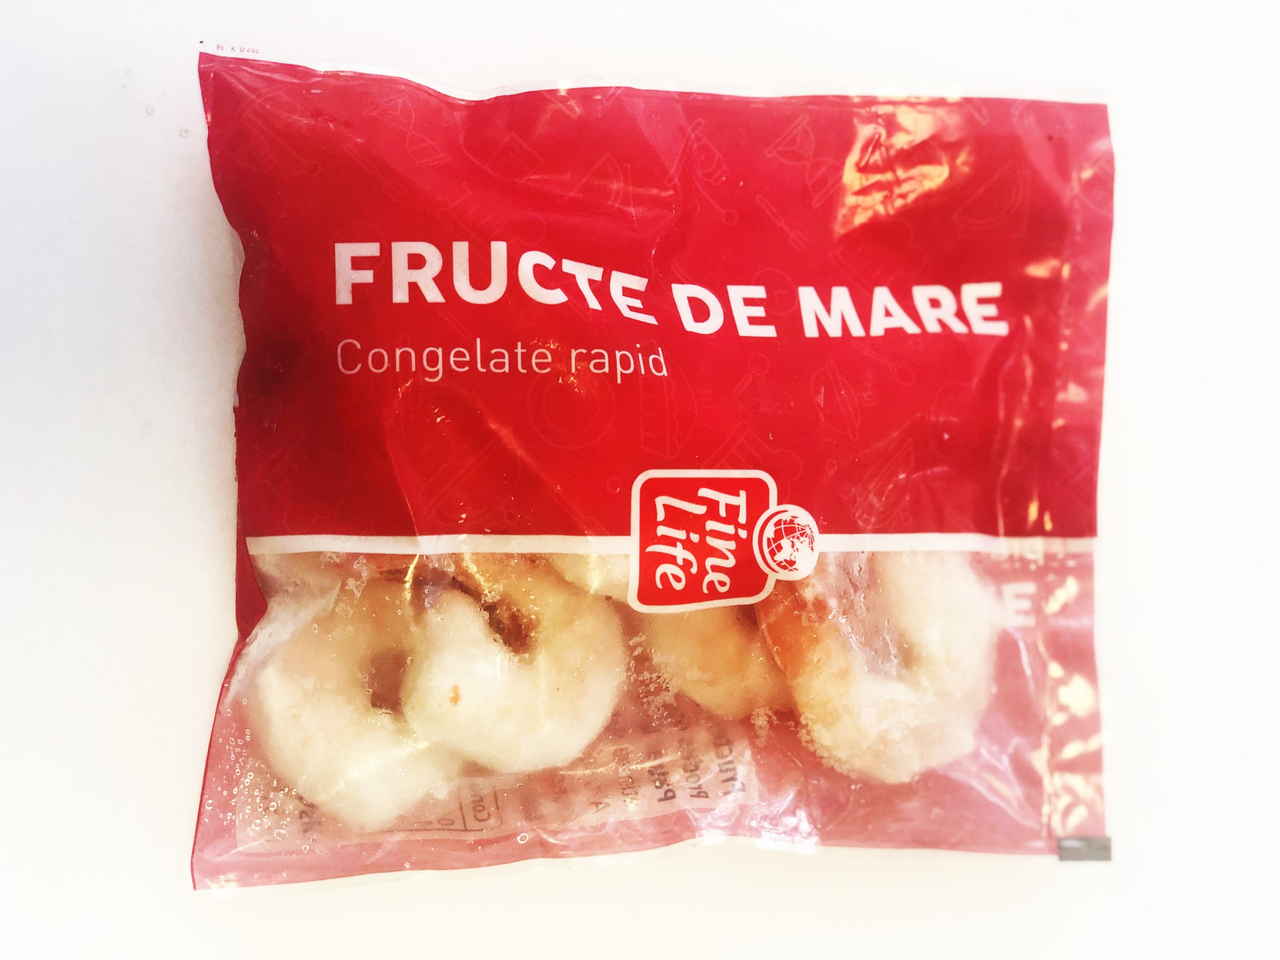 FRUCTE DE MARE
Congelate rapid
Fine
Life
E